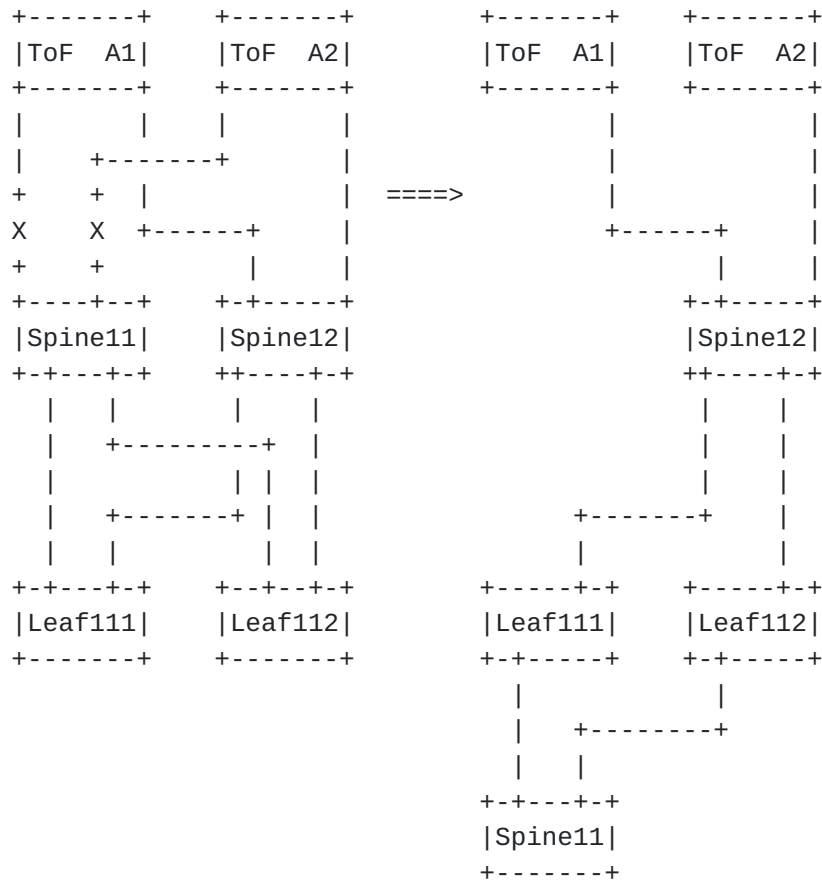 ToF A1 ToF A2 ToF A1 ToF A2
====>
X X
Spine11 Spine12 Spine12
Leaf111 Leaf112 Leaf111 Leaf112
Spine11